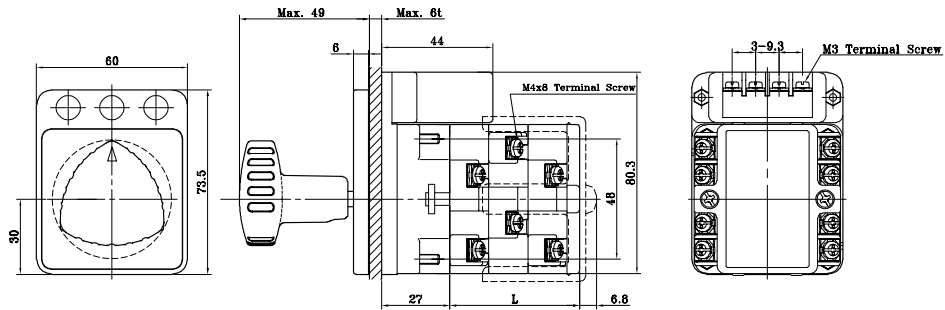 Max. 49
Max. 6t
6
44
3-9.3
M3 Terminal Screw
60
M4x8 Terminal Screw
73.5
30
48
80.3
27
L
6.8